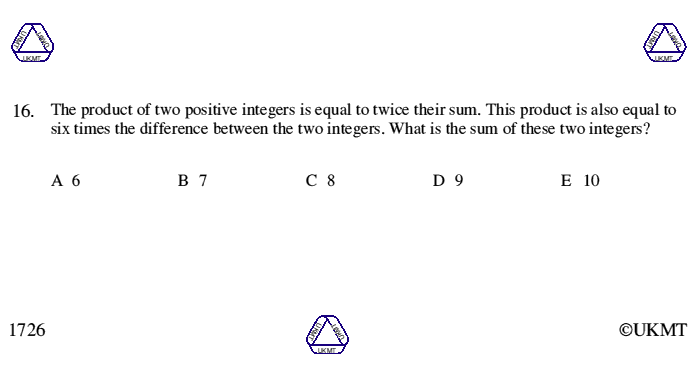 UKMT UKMT UKMT
UKMT UKMT UKMT
16. The product of two positive integers is equal to twice their sum. This product is also equal to
six times the difference between the two integers. What is the sum of these two integers?
A 6 B 7 C 8 D 9 E 10
1726
UKMT UKMT UKMT
©UKMT